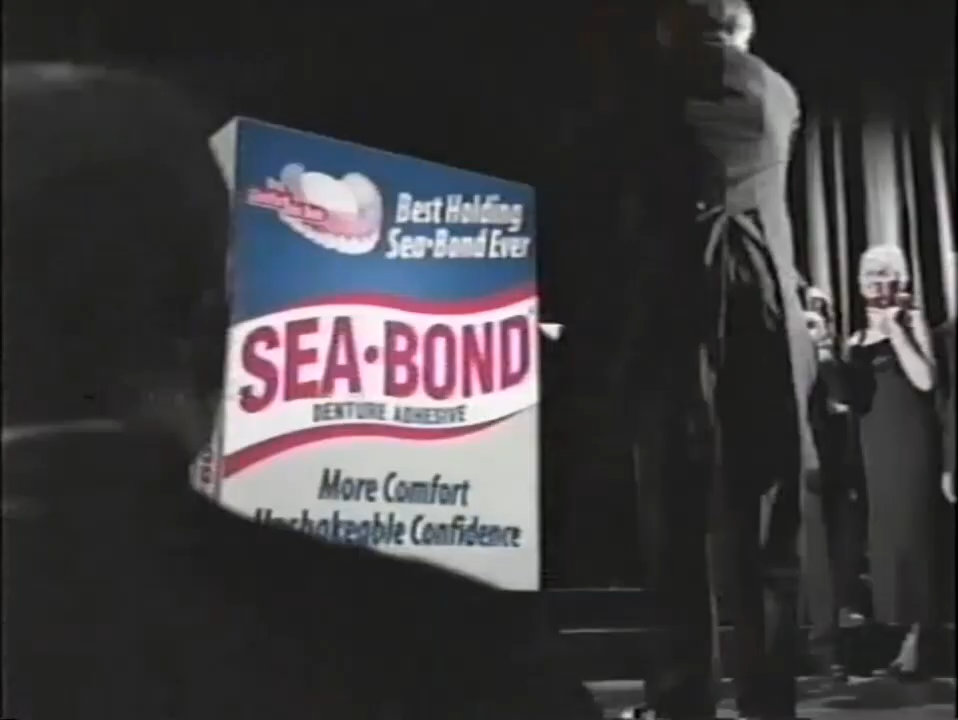 Best Holding
Sea·Bond Ever
SEA·BOND
DENTURE ADHESIVE
More Comfort
Unshakeable Confidence